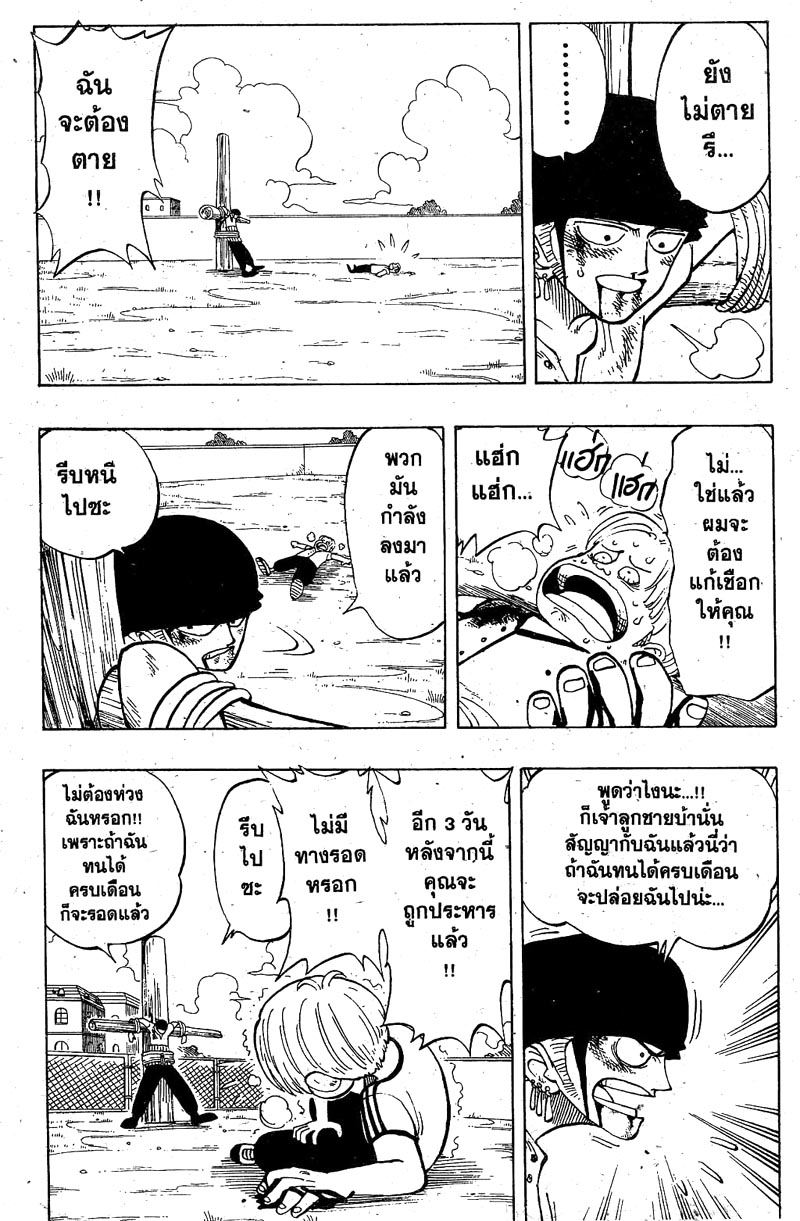 ยัง
ไม่ตาย
รึ...
.........
ฉัน
จะต้อง
ตาย
!!
ไม่...
ใช่แล้ว
ผมจะ
ต้อง
แก้เชือก
ให้คุณ
!!
แฮ่ก
แฮ่ก
แฮ่ก
แฮ่ก...
พวก
มัน
กำลัง
ลงมา
แล้ว
รีบหนี
ไปซะ
พูดว่าไงนะ...!!
ก็เจ้าลูกชายบ้านั่น
สัญญากับฉันแล้วนี่ว่า
ถ้าฉันทนได้ครบเดือน
จะปล่อยฉันไปน่ะ...
อีก 3 วัน
หลังจากนี้
คุณจะ
ถูกประหาร
แล้ว
!!
ไม่มี
ทางรอด
หรอก
!!
รีบ
ไป
ซะ
ไม่ต้องห่วง
ฉันหรอก!!
เพราะถ้าฉัน
ทนได้
ครบเดือน
ก็จะรอดแล้ว